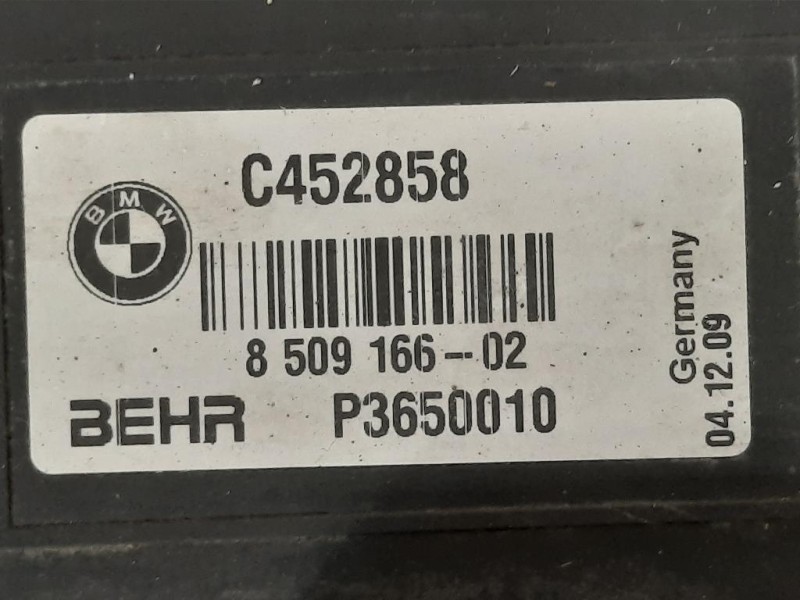 C452858
BMW
8 509 166-02
BEHR P3650010
Germany
04.12.09